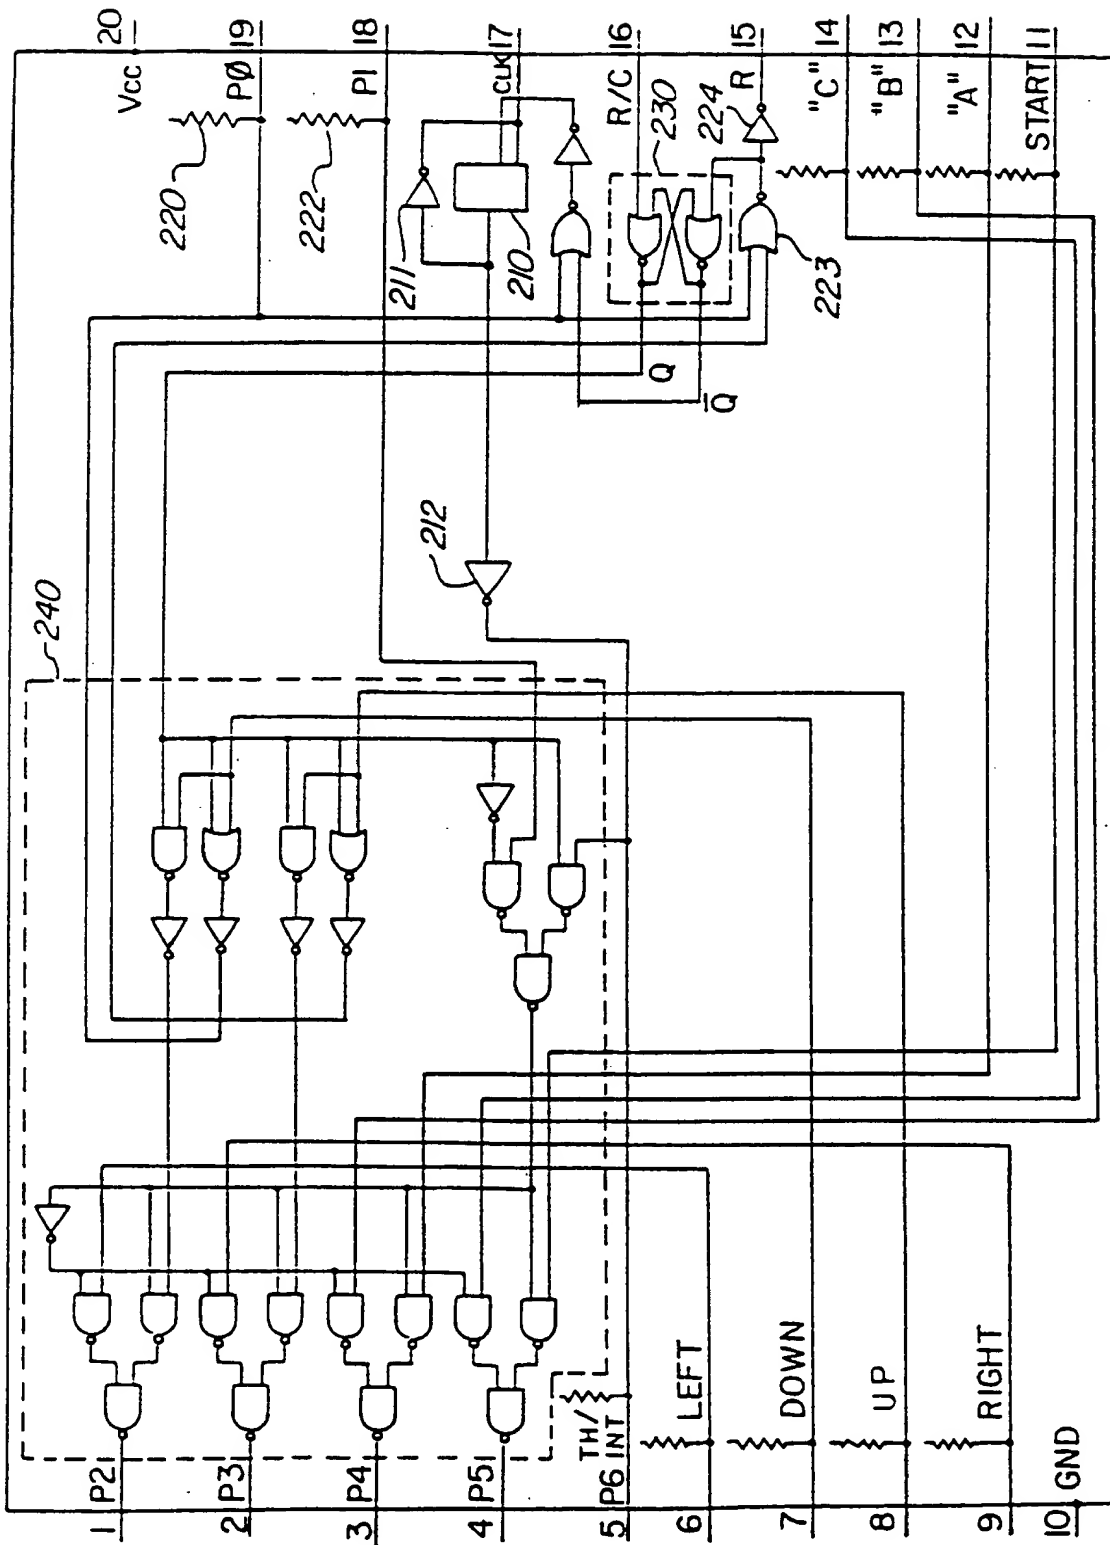 20
Vcc
19
PØ
18
P1
17
CLK
16
R/C
15
R
14
"C"
13
"B"
12
"A"
11
START
220
222
211
210
230
224
223
Q
Q̅
212
240
1 P2
2 P3
3 P4
4 P5
5 P6
TH/
INT
6
LEFT
7
DOWN
8
UP
9
RIGHT
10 GND